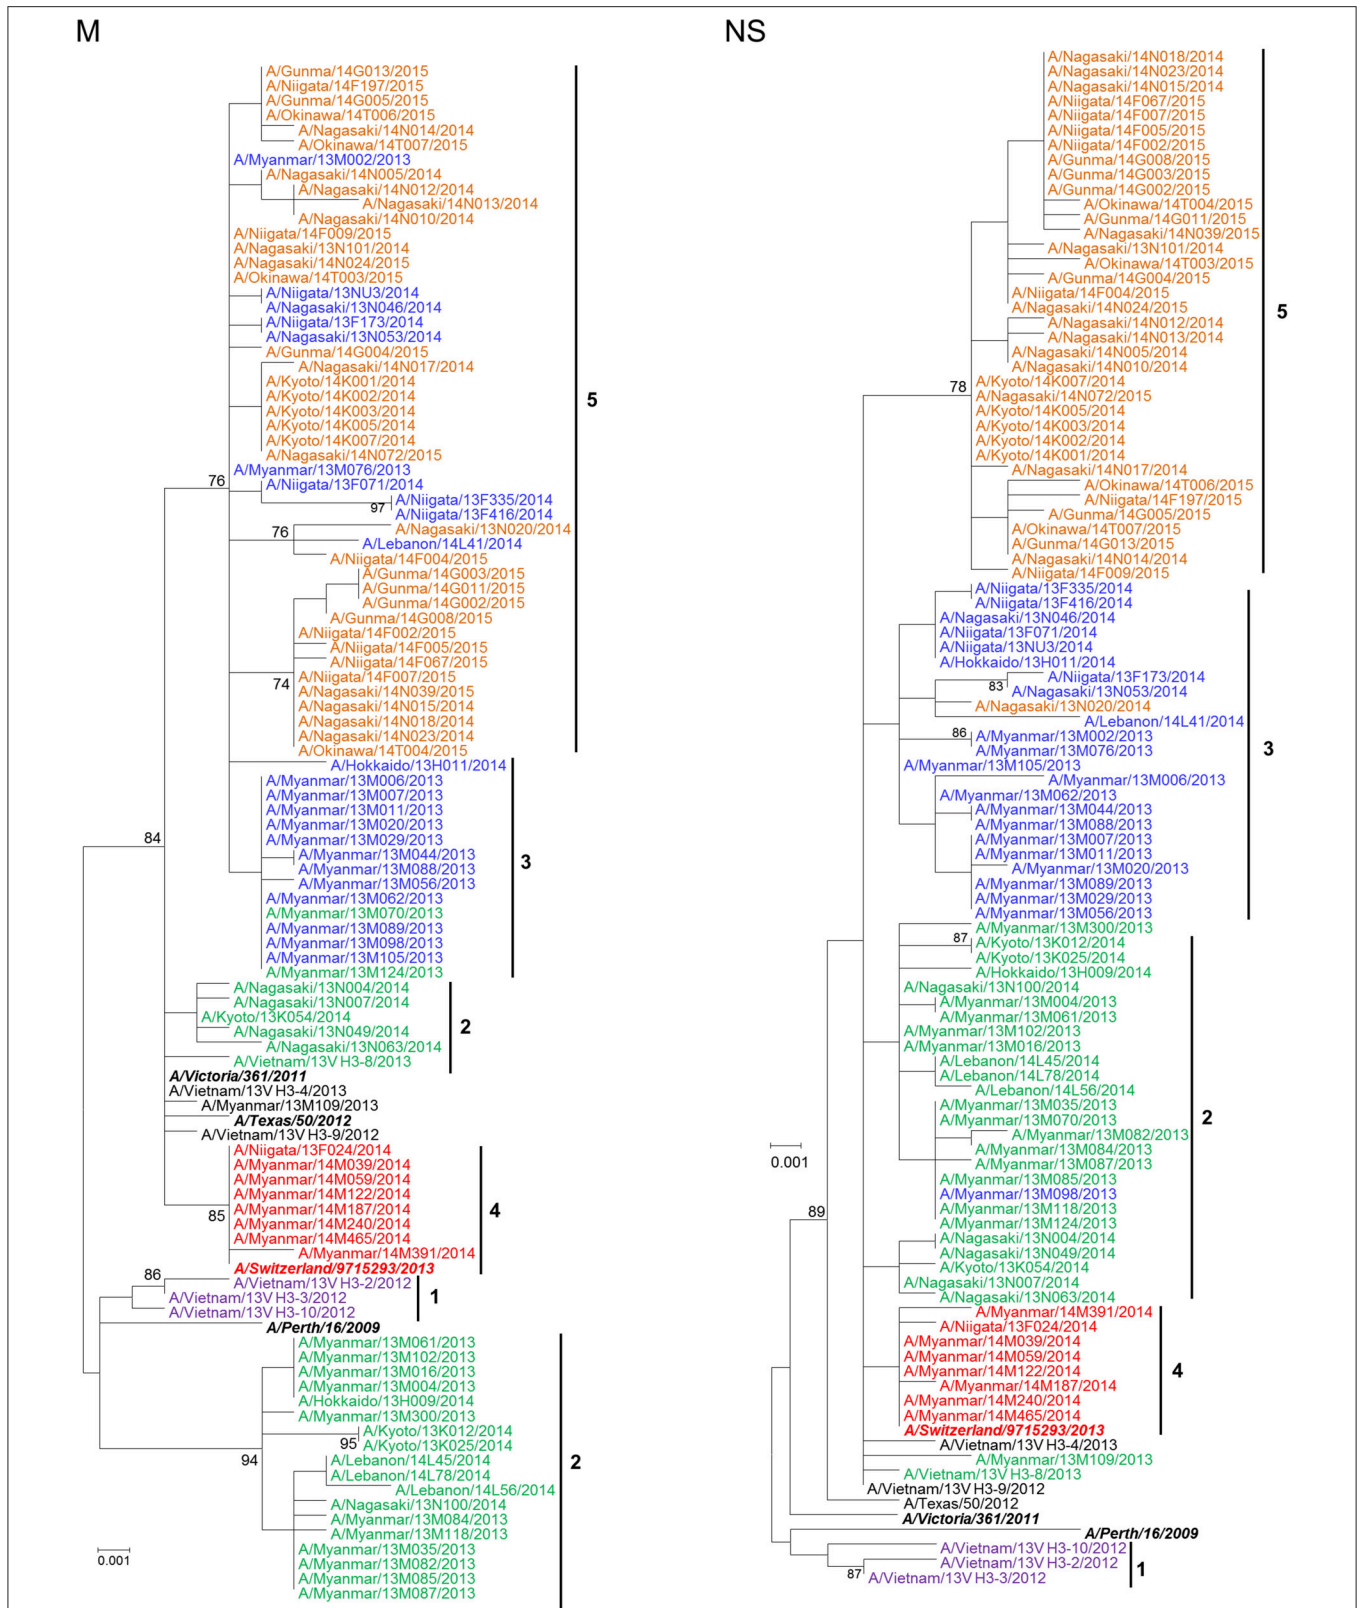 M
A/Gunma/14G013/2015
A/Niigata/14F197/2015
A/Gunma/14G005/2015
A/Okinawa/14T006/2015
A/Nagasaki/14N014/2014
A/Okinawa/14T007/2015
A/Myanmar/13M002/2013
A/Nagasaki/14N005/2014
A/Nagasaki/14N012/2014
A/Nagasaki/14N013/2014
A/Nagasaki/14N010/2014
A/Niigata/14F009/2015
A/Nagasaki/13N101/2014
A/Nagasaki/14N024/2015
A/Okinawa/14T003/2015
A/Niigata/13NU3/2014
A/Nagasaki/13N046/2014
A/Niigata/13F173/2014
A/Nagasaki/13N053/2014
A/Gunma/14G004/2015
A/Nagasaki/14N017/2014
A/Kyoto/14K001/2014
A/Kyoto/14K002/2014
5
A/Kyoto/14K003/2014
A/Kyoto/14K005/2014
A/Kyoto/14K007/2014
A/Nagasaki/14N072/2015
A/Myanmar/13M076/2013
76
A/Niigata/13F071/2014
A/Niigata/13F335/2014
97
A/Niigata/13F416/2014
A/Nagasaki/13N020/2014
76
A/Lebanon/14L41/2014
A/Niigata/14F004/2015
A/Gunma/14G003/2015
A/Gunma/14G011/2015
A/Gunma/14G002/2015
A/Gunma/14G008/2015
A/Niigata/14F002/2015
A/Niigata/14F005/2015
A/Niigata/14F067/2015
A/Niigata/14F007/2015
74
A/Nagasaki/14N039/2015
A/Nagasaki/14N015/2014
A/Nagasaki/14N018/2014
A/Nagasaki/14N023/2014
A/Okinawa/14T004/2015
A/Hokkaido/13H011/2014
A/Myanmar/13M006/2013
A/Myanmar/13M007/2013
A/Myanmar/13M011/2013
A/Myanmar/13M020/2013
84
A/Myanmar/13M029/2013
A/Myanmar/13M044/2013
3
A/Myanmar/13M088/2013
A/Myanmar/13M056/2013
A/Myanmar/13M062/2013
A/Myanmar/13M070/2013
A/Myanmar/13M089/2013
A/Myanmar/13M098/2013
A/Myanmar/13M105/2013
A/Myanmar/13M124/2013
A/Nagasaki/13N004/2014
A/Nagasaki/13N007/2014
A/Kyoto/13K054/2014
2
A/Nagasaki/13N049/2014
A/Nagasaki/13N063/2014
A/Vietnam/13V H3-8/2013
A/Victoria/361/2011
A/Vietnam/13V H3-4/2013
A/Myanmar/13M109/2013
A/Texas/50/2012
A/Vietnam/13V H3-9/2012
A/Niigata/13F024/2014
A/Myanmar/14M039/2014
A/Myanmar/14M059/2014
A/Myanmar/14M122/2014
A/Myanmar/14M187/2014
85
A/Myanmar/14M240/2014
4
A/Myanmar/14M465/2014
A/Myanmar/14M391/2014
A/Switzerland/9715293/2013
86
A/Vietnam/13V H3-2/2012
A/Vietnam/13V H3-3/2012
1
A/Vietnam/13V H3-10/2012
A/Perth/16/2009
A/Myanmar/13M061/2013
A/Myanmar/13M102/2013
A/Myanmar/13M016/2013
A/Myanmar/13M004/2013
A/Hokkaido/13H009/2014
A/Myanmar/13M300/2013
A/Kyoto/13K012/2014
95
A/Kyoto/13K025/2014
94
A/Lebanon/14L45/2014
2
A/Lebanon/14L78/2014
A/Lebanon/14L56/2014
A/Nagasaki/13N100/2014
A/Myanmar/13M084/2013
A/Myanmar/13M118/2013
A/Myanmar/13M035/2013
0.001
A/Myanmar/13M082/2013
A/Myanmar/13M085/2013
A/Myanmar/13M087/2013
NS
A/Nagasaki/14N018/2014
A/Nagasaki/14N023/2014
A/Nagasaki/14N015/2014
A/Niigata/14F067/2015
A/Niigata/14F007/2015
A/Niigata/14F005/2015
A/Niigata/14F002/2015
A/Gunma/14G008/2015
A/Gunma/14G003/2015
A/Gunma/14G002/2015
A/Okinawa/14T004/2015
A/Gunma/14G011/2015
A/Nagasaki/14N039/2015
A/Nagasaki/13N101/2014
A/Okinawa/14T003/2015
A/Gunma/14G004/2015
A/Niigata/14F004/2015
A/Nagasaki/14N024/2015
5
A/Nagasaki/14N012/2014
A/Nagasaki/14N013/2014
A/Nagasaki/14N005/2014
A/Nagasaki/14N010/2014
A/Kyoto/14K007/2014
78
A/Nagasaki/14N072/2015
A/Kyoto/14K005/2014
A/Kyoto/14K003/2014
A/Kyoto/14K002/2014
A/Kyoto/14K001/2014
A/Nagasaki/14N017/2014
A/Okinawa/14T006/2015
A/Niigata/14F197/2015
A/Gunma/14G005/2015
A/Okinawa/14T007/2015
A/Gunma/14G013/2015
A/Nagasaki/14N014/2014
A/Niigata/14F009/2015
A/Niigata/13F335/2014
A/Niigata/13F416/2014
A/Nagasaki/13N046/2014
A/Niigata/13F071/2014
A/Niigata/13NU3/2014
A/Hokkaido/13H011/2014
A/Niigata/13F173/2014
83
A/Nagasaki/13N053/2014
A/Nagasaki/13N020/2014
A/Lebanon/14L41/2014
86
A/Myanmar/13M002/2013
A/Myanmar/13M076/2013
3
A/Myanmar/13M105/2013
A/Myanmar/13M006/2013
A/Myanmar/13M062/2013
A/Myanmar/13M044/2013
A/Myanmar/13M088/2013
A/Myanmar/13M007/2013
A/Myanmar/13M011/2013
A/Myanmar/13M020/2013
A/Myanmar/13M089/2013
A/Myanmar/13M029/2013
A/Myanmar/13M056/2013
A/Myanmar/13M300/2013
87
A/Kyoto/13K012/2014
A/Kyoto/13K025/2014
A/Hokkaido/13H009/2014
A/Nagasaki/13N100/2014
A/Myanmar/13M004/2013
A/Myanmar/13M061/2013
A/Myanmar/13M102/2013
A/Myanmar/13M016/2013
A/Lebanon/14L45/2014
A/Lebanon/14L78/2014
A/Lebanon/14L56/2014
A/Myanmar/13M035/2013
2
A/Myanmar/13M070/2013
A/Myanmar/13M082/2013
A/Myanmar/13M084/2013
0.001
A/Myanmar/13M087/2013
A/Myanmar/13M085/2013
A/Myanmar/13M098/2013
A/Myanmar/13M118/2013
89
A/Myanmar/13M124/2013
A/Nagasaki/13N004/2014
A/Nagasaki/13N049/2014
A/Kyoto/13K054/2014
A/Nagasaki/13N007/2014
A/Nagasaki/13N063/2014
A/Myanmar/14M391/2014
A/Niigata/13F024/2014
A/Myanmar/14M039/2014
A/Myanmar/14M059/2014
A/Myanmar/14M122/2014
4
A/Myanmar/14M187/2014
A/Myanmar/14M240/2014
A/Myanmar/14M465/2014
A/Switzerland/9715293/2013
A/Vietnam/13V H3-4/2013
A/Myanmar/13M109/2013
A/Vietnam/13V H3-8/2013
A/Vietnam/13V H3-9/2012
A/Texas/50/2012
A/Victoria/361/2011
A/Perth/16/2009
A/Vietnam/13V H3-10/2012
A/Vietnam/13V H3-2/2012
1
87
A/Vietnam/13V H3-3/2012